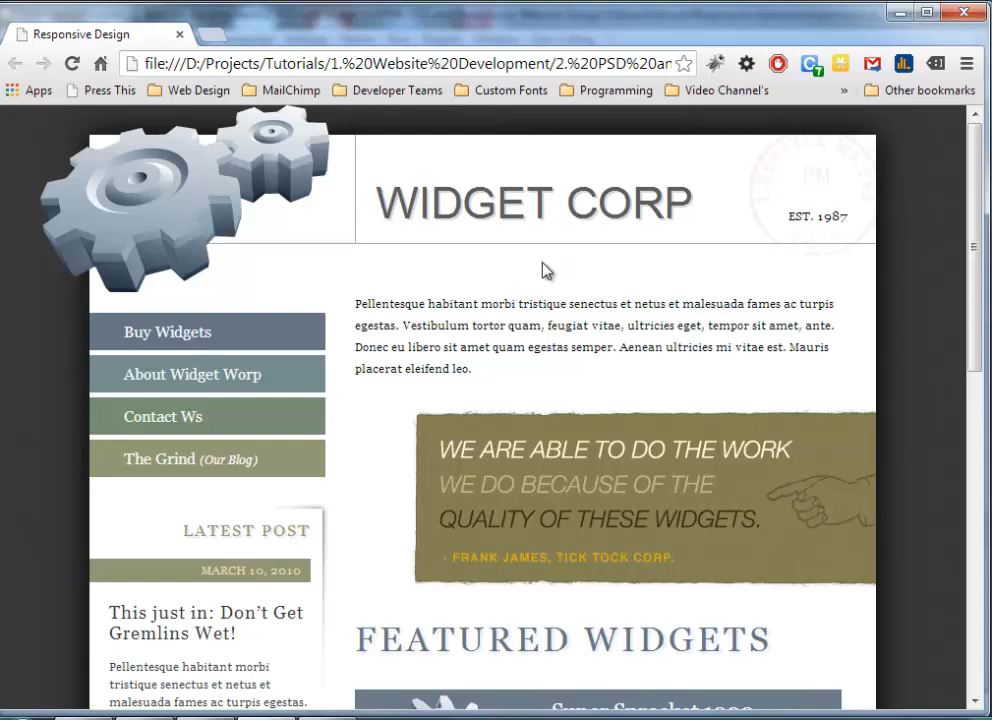 Responsive Design
file:///D:/Projects/Tutorials/1.%20Website%20Development/2.%20PSD%20an
Apps Press This Web Design MailChimp Developer Teams Custom Fonts Programming Video Channel's » Other bookmarks
WIDGET CORP
PM
EST. 1987
Pellentesque habitant morbi tristique senectus et netus et malesuada fames ac turpis
egestas. Vestibulum tortor quam, feugiat vitae, ultricies eget, tempor sit amet, ante.
Donec eu libero sit amet quam egestas semper. Aenean ultricies mi vitae est. Mauris
placerat eleifend leo.
Buy Widgets
About Widget Worp
Contact Ws
The Grind (Our Blog)
WE ARE ABLE TO DO THE WORK
WE DO BECAUSE OF THE
QUALITY OF THESE WIDGETS.
- FRANK JAMES, TICK TOCK CORP.
LATEST POST
MARCH 10, 2010
This just in: Don't Get
Gremlins Wet!
Pellentesque habitant morbi
tristique senectus et netus et
malesuada fames ac turpis egestas.
FEATURED WIDGETS
Super Sprocket